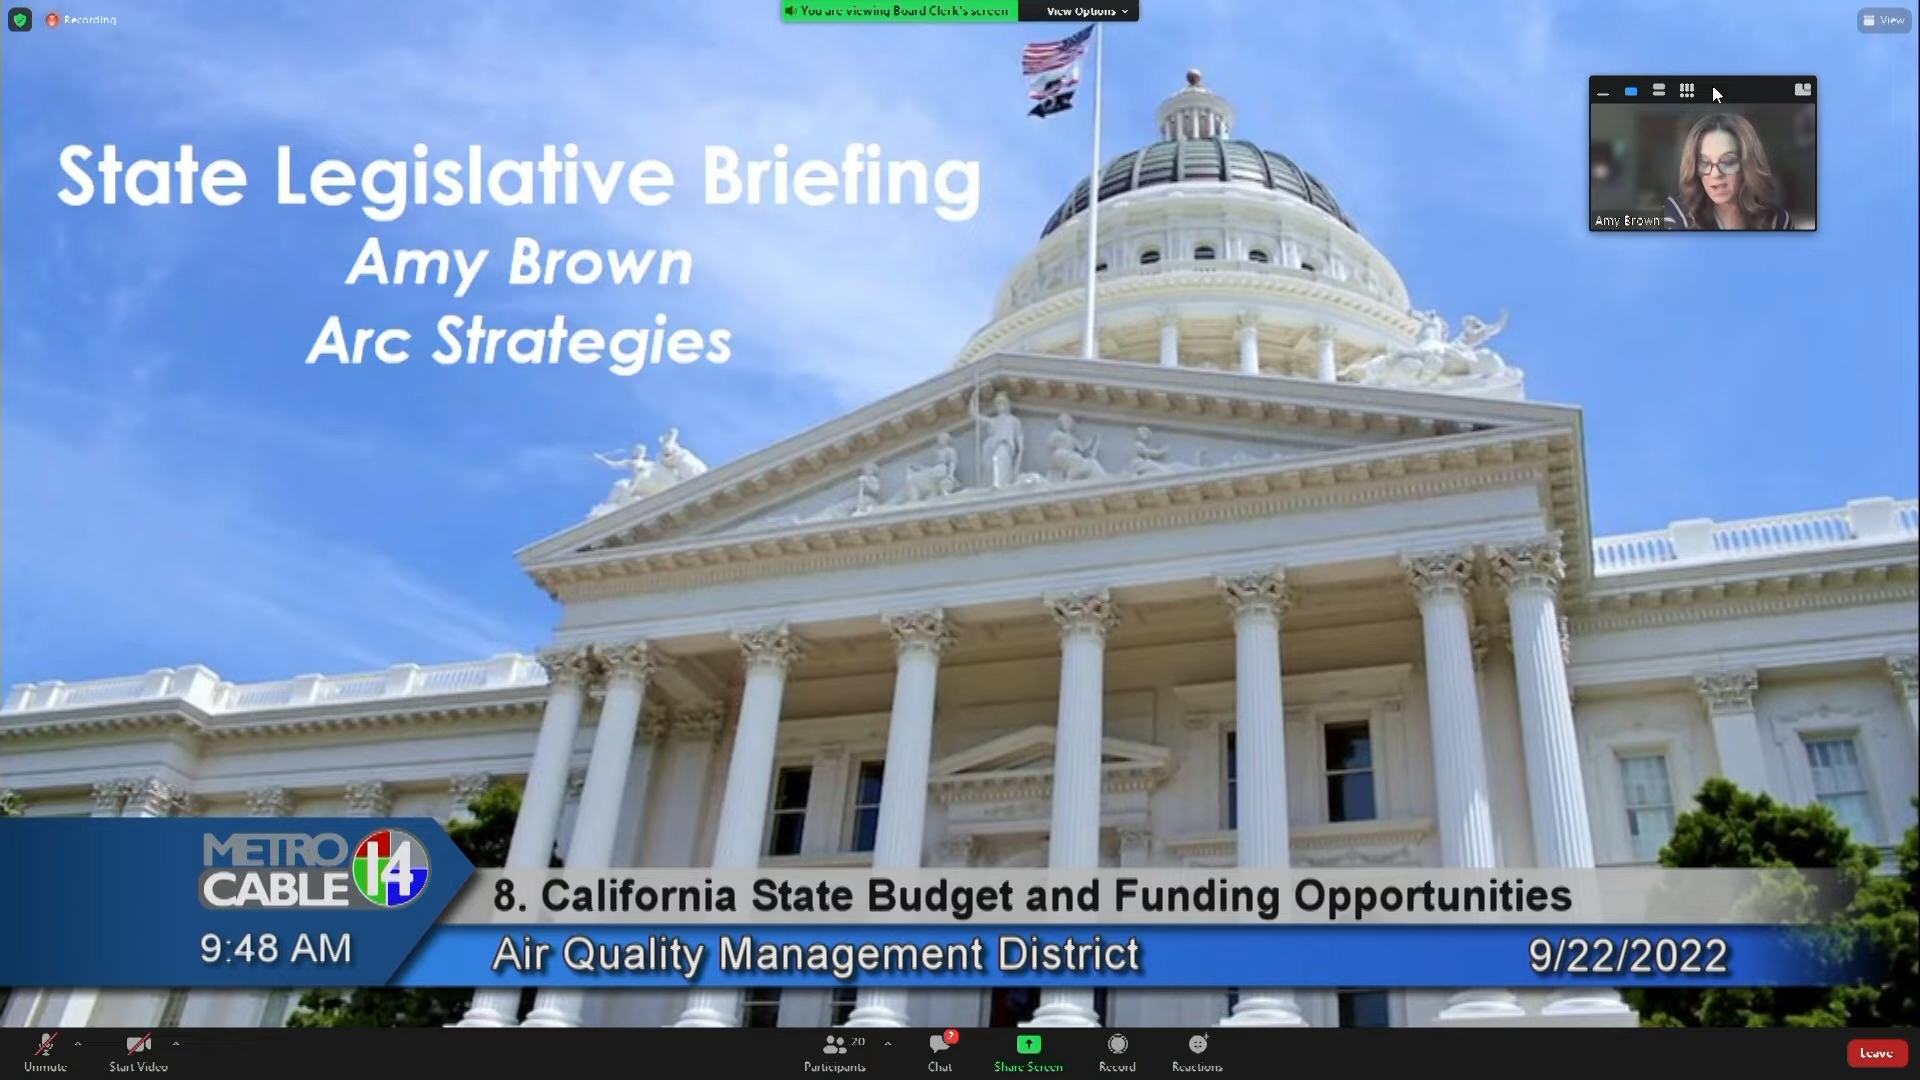 Recording
You are viewing Board Clerk's screen
View Options
View
State Legislative Briefing
Amy Brown
Arc Strategies
Amy Brown
METRO
CABLE
14
9:48 AM
8. California State Budget and Funding Opportunities
Air Quality Management District
9/22/2022
Unmute
Start Video
Participants
20
Chat
Share Screen
Record
Reactions
Leave